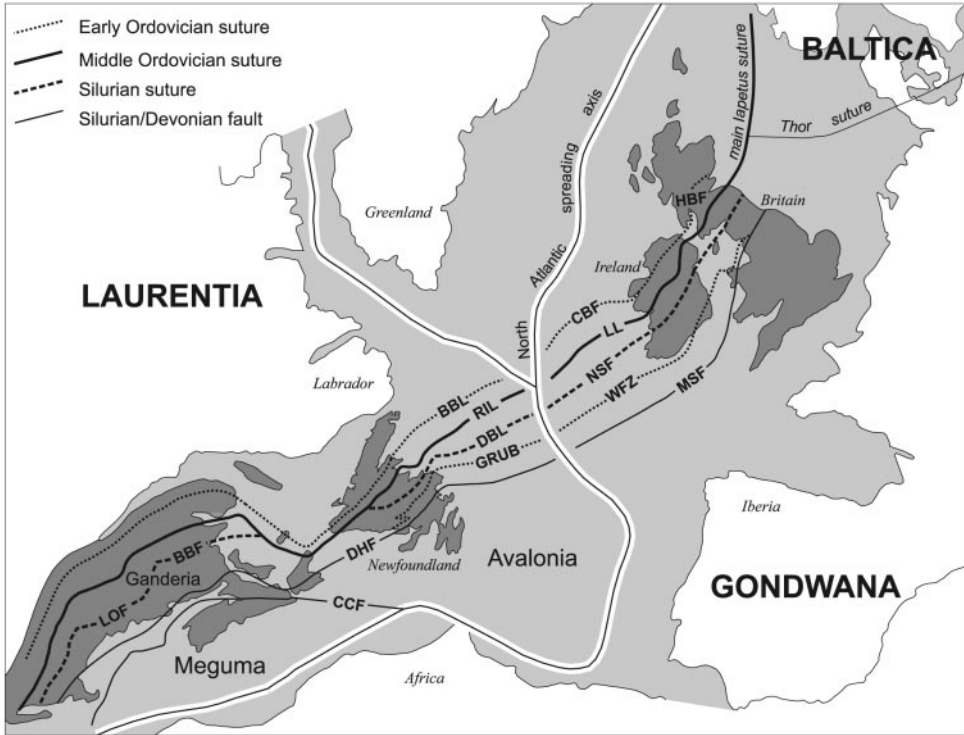 Early Ordovician suture
Middle Ordovician suture
Silurian suture
Silurian/Devonian fault
BALTICA
main Iapetus suture
Thor suture
axis
spreading
Atlantic
North
HBF
Britain
Greenland
Ireland
LAURENTIA
CBF
LL
NSF
WFZ
MSF
Labrador
BBL
RIL
DBL
GRUB
Iberia
DHF
Newfoundland
Avalonia
GONDWANA
BBF
Ganderia
LOF
CCF
Meguma
Africa